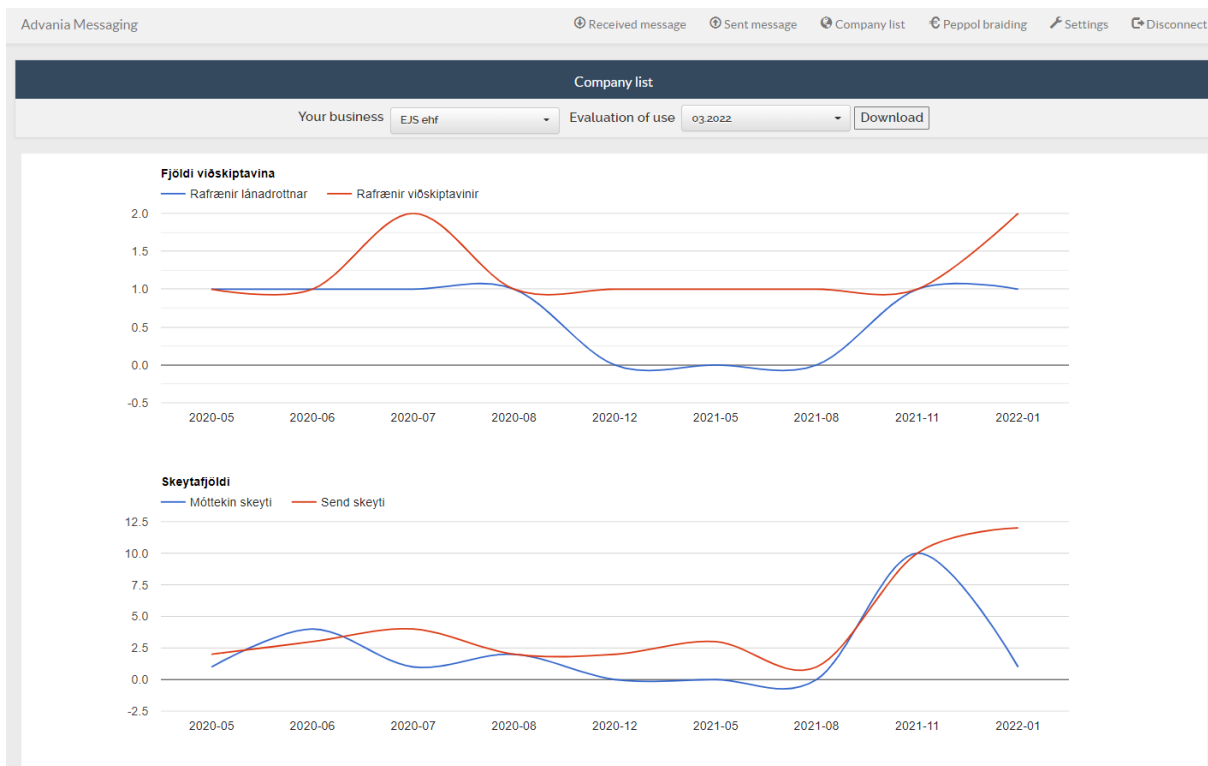 Advania Messaging Received message Sent message Company list Peppol braiding Settings Disconnect
Company list
Your business EJS ehf Evaluation of use 03.2022 Download
Fjöldi viðskiptavina
Rafrænir lánadrottnar Rafrænir viðskiptavinir
2.0
1.5
1.0
0.5
0.0
-0.5
2020-05 2020-06 2020-07 2020-08 2020-12 2021-05 2021-08 2021-11 2022-01
Skeytafjöldi
Móttekin skeyti Send skeyti
12.5
10.0
7.5
5.0
2.5
0.0
-2.5
2020-05 2020-06 2020-07 2020-08 2020-12 2021-05 2021-08 2021-11 2022-01